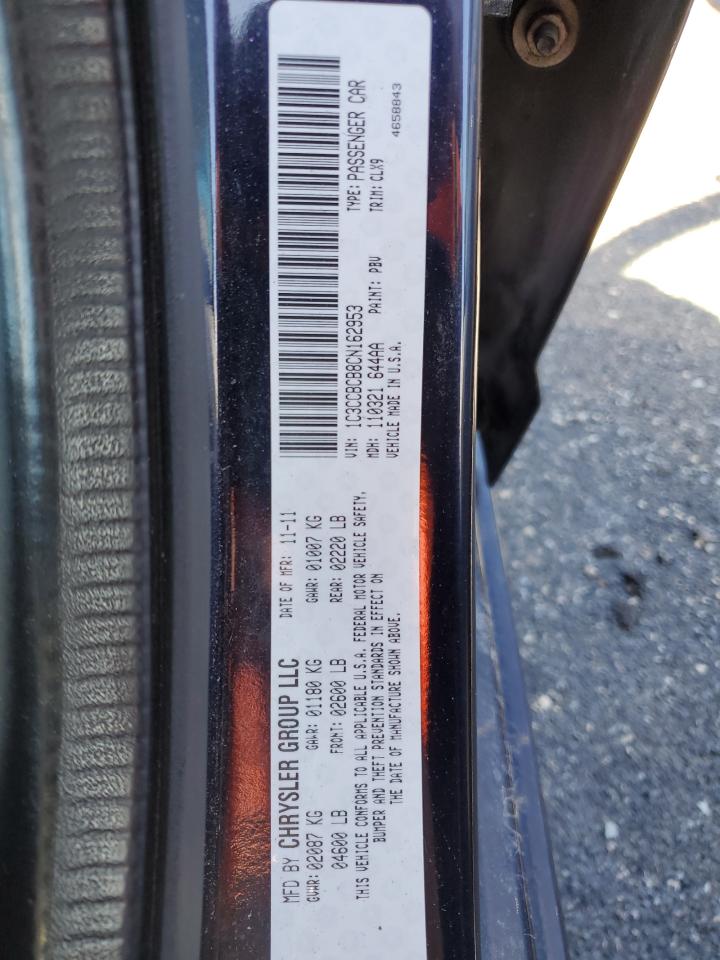 MFD BY CHRYSLER GROUP LLC
DATE OF MFR: 11-11
GVWR: 02087 KG
GAWR: 01180 KG
GAWR: 01007 KG
04600 LB
FRONT: 02600 LB
REAR: 02220 LB
THIS VEHICLE CONFORMS TO ALL APPLICABLE U.S.A. FEDERAL MOTOR VEHICLE SAFETY,
BUMPER AND THEFT PREVENTION STANDARDS IN EFFECT ON
THE DATE OF MANUFACTURE SHOWN ABOVE.
VIN: 1C3CCBCB8CN162953
TYPE: PASSENGER CAR
MDH: 110321 644AA
PAINT: PBV
TRIM: CLX9
VEHICLE MADE IN U.S.A.
4658843